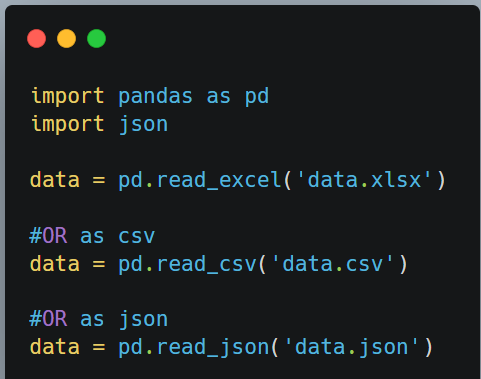 import pandas as pd
import json
data = pd.read_excel('data.xlsx')
#OR as csv
data = pd.read_csv('data.csv')
#OR as json
data = pd.read_json('data.json')